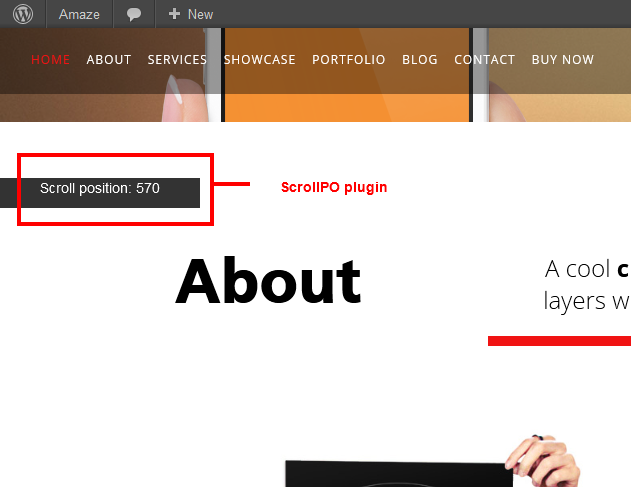 Amaze New
HOME ABOUT SERVICES SHOWCASE PORTFOLIO BLOG CONTACT BUY NOW
Scroll position: 570
ScrollPO plugin
About
A cool c
layers w